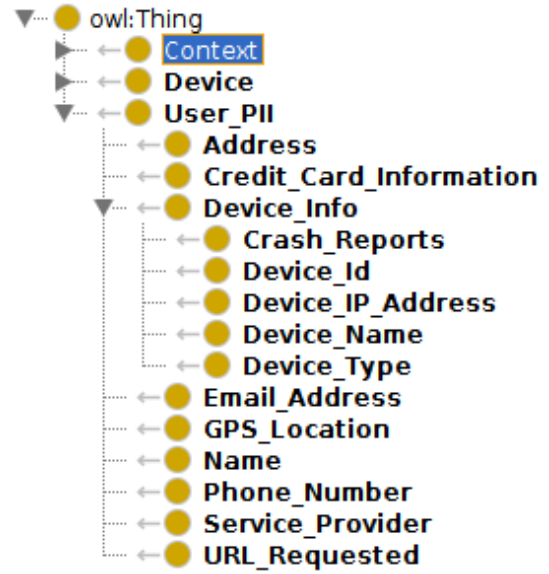 owl:Thing
Context
Device
User_PII
Address
Credit_Card_Information
Device_Info
Crash_Reports
Device_Id
Device_IP_Address
Device_Name
Device_Type
Email_Address
GPS_Location
Name
Phone_Number
Service_Provider
URL_Requested